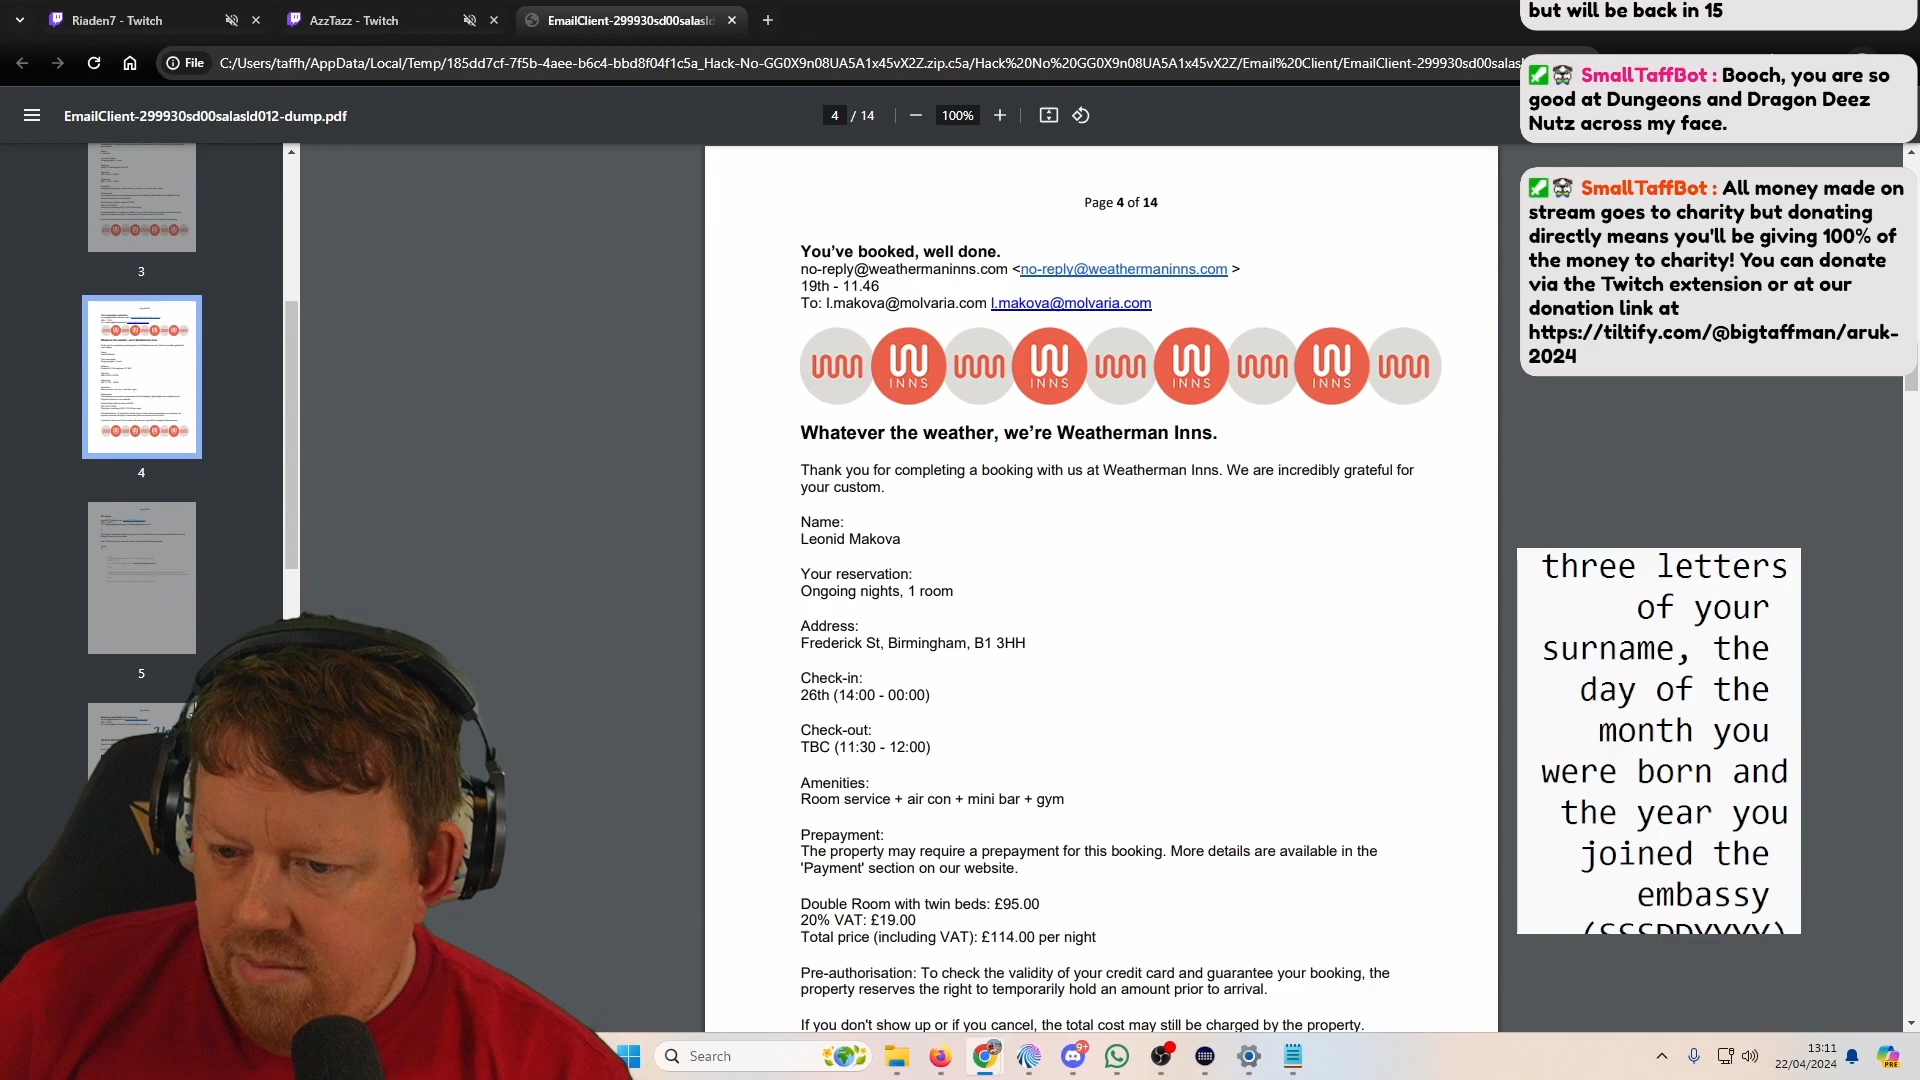 Riaden7 - Twitch
AzzTazz - Twitch
EmailClient-299930sd00salasld
File
C:/Users/taffh/AppData/Local/Temp/185dd7cf-7f5b-4aee-b6c4-bbd8f04f1c5a_Hack-No-GG0X9n08UA5A1x45vX2Z.zip.c5a/Hack%20No%20GG0X9n08UA5A1x45vX2Z/Email%20Client/EmailClient-299930sd00salasl
EmailClient-299930sd00salasld012-dump.pdf
4 / 14
100%
3
4
5
Page 4 of 14
You've booked, well done.
no-reply@weathermaninns.com <no-reply@weathermaninns.com >
19th - 11.46
To: l.makova@molvaria.com l.makova@molvaria.com
INNS INNS INNS INNS
Whatever the weather, we're Weatherman Inns.
Thank you for completing a booking with us at Weatherman Inns. We are incredibly grateful for
your custom.
Name:
Leonid Makova
Your reservation:
Ongoing nights, 1 room
Address:
Frederick St, Birmingham, B1 3HH
Check-in:
26th (14:00 - 00:00)
Check-out:
TBC (11:30 - 12:00)
Amenities:
Room service + air con + mini bar + gym
Prepayment:
The property may require a prepayment for this booking. More details are available in the
'Payment' section on our website.
Double Room with twin beds: £95.00
20% VAT: £19.00
Total price (including VAT): £114.00 per night
Pre-authorisation: To check the validity of your credit card and guarantee your booking, the
property reserves the right to temporarily hold an amount prior to arrival.
If you don't show up or if you cancel, the total cost may still be charged by the property.
but will be back in 15
SmallTaffBot : Booch, you are so
good at Dungeons and Dragon Deez
Nutz across my face.
SmallTaffBot : All money made on
stream goes to charity but donating
directly means you'll be giving 100% of
the money to charity! You can donate
via the Twitch extension or at our
donation link at
https://tiltify.com/@bigtaffman/aruk-
2024
three letters
of your
surname, the
day of the
month you
were born and
the year you
joined the
embassy
(SSSDDYYYY)
Search
9+
PRE
13:11
22/04/2024